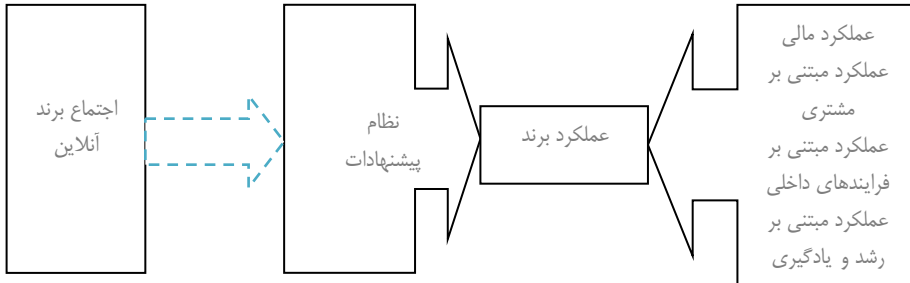 اجتماع برند
آنلاین
نظام
پیشنهادات
عملکرد برند
عملکرد مالی
عملکرد مبتنی بر
مشتری
عملکرد مبتنی بر
فرایندهای داخلی
عملکرد مبتنی بر
رشد و یادگیری